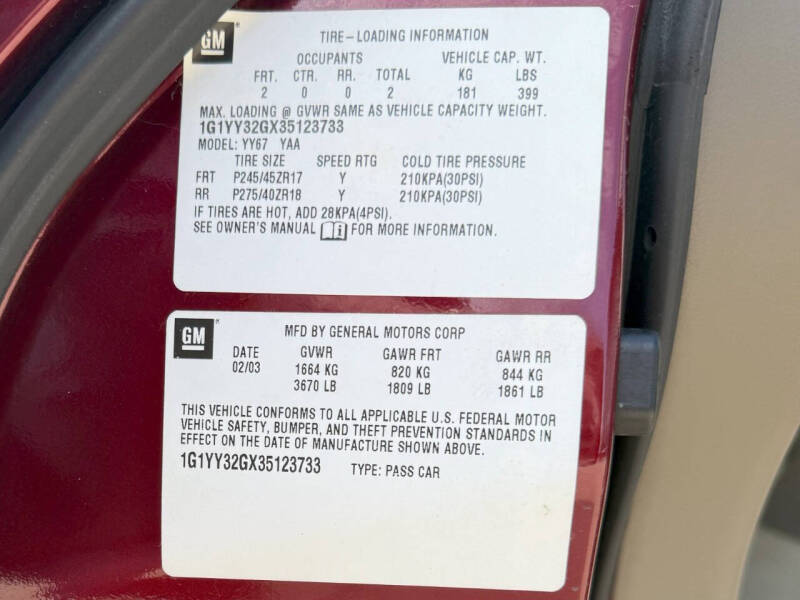 GM
TIRE-LOADING INFORMATION
OCCUPANTS VEHICLE CAP. WT.
FRT. CTR. RR. TOTAL KG LBS
2 0 0 2 181 399
MAX. LOADING @ GVWR SAME AS VEHICLE CAPACITY WEIGHT.
1G1YY32GX35123733
MODEL: YY67 YAA
TIRE SIZE SPEED RTG COLD TIRE PRESSURE
FRT P245/45ZR17 Y 210KPA(30PSI)
RR P275/40ZR18 Y 210KPA(30PSI)
IF TIRES ARE HOT, ADD 28KPA(4PSI).
SEE OWNER'S MANUAL i FOR MORE INFORMATION.
GM
MFD BY GENERAL MOTORS CORP
DATE GVWR GAWR FRT GAWR RR
02/03 1664 KG 820 KG 844 KG
3670 LB 1809 LB 1861 LB
THIS VEHICLE CONFORMS TO ALL APPLICABLE U.S. FEDERAL MOTOR
VEHICLE SAFETY, BUMPER, AND THEFT PREVENTION STANDARDS IN
EFFECT ON THE DATE OF MANUFACTURE SHOWN ABOVE.
1G1YY32GX35123733 TYPE: PASS CAR